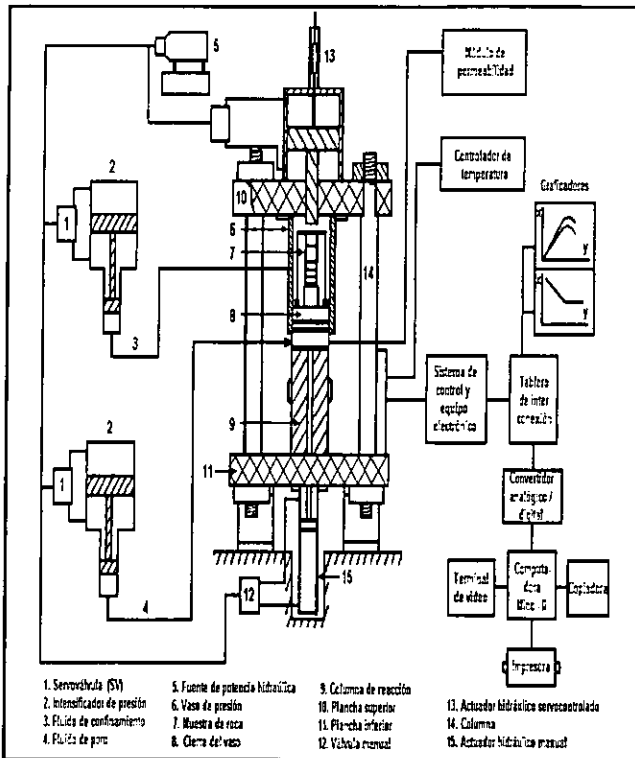 5
13
Módulo de
permeabilidad
Controlador de
temperatura
Graficadores
y
y
2
1
10
6
7
14
3
8
Sistema de
control y
equipo
electrónico
Tablero
de inter
conexión
2
1
9
11
4
12
15
Convertidor
analógico /
digital
Terminal
de video
Computa-
dora
Copiadora
Impresora
1. Servoválvula (SV)
2. Intensificador de presión
3. Fluido de confinamiento
4. Fluido de poro
5. Fuente de potencia hidráulica
6. Vaso de presión
7. Muestra de roca
8. Cierre del vaso
9. Columna de reacción
10. Plancha superior
11. Plancha inferior
12. Válvula manual
13. Actuador hidráulico servocontrolado
14. Columna
15. Actuador hidráulico manual